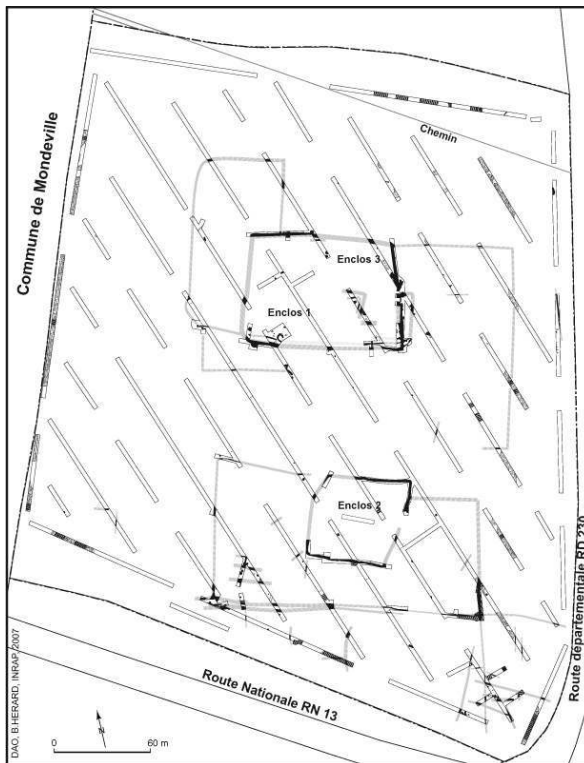 Commune de Mondeville
Chemin
Enclos 3
Enclos 1
Enclos 2
Route départementale RD 230
Route Nationale RN 13
DAO, B.HERARD, INRAP, 2007
N
0
60 m